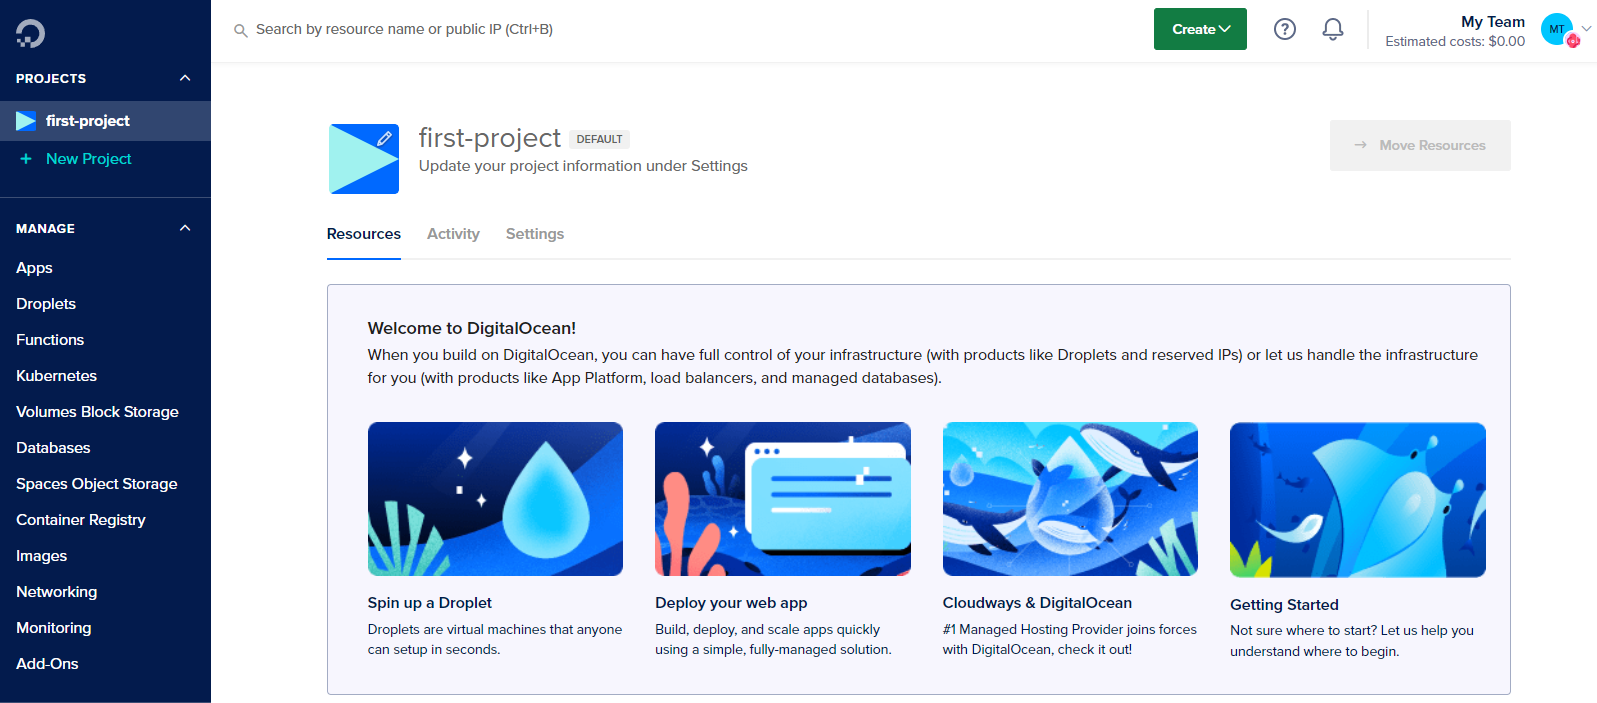 Search by resource name or public IP (Ctrl+B)
Create
My Team
Estimated costs: $0.00
MT
PROJECTS
first-project
+ New Project
MANAGE
Apps
Droplets
Functions
Kubernetes
Volumes Block Storage
Databases
Spaces Object Storage
Container Registry
Images
Networking
Monitoring
Add-Ons
first-project DEFAULT
Update your project information under Settings
→ Move Resources
Resources Activity Settings
Welcome to DigitalOcean!
When you build on DigitalOcean, you can have full control of your infrastructure (with products like Droplets and reserved IPs) or let us handle the infrastructure
for you (with products like App Platform, load balancers, and managed databases).
Spin up a Droplet
Droplets are virtual machines that anyone
can setup in seconds.
Deploy your web app
Build, deploy, and scale apps quickly
using a simple, fully-managed solution.
Cloudways & DigitalOcean
#1 Managed Hosting Provider joins forces
with DigitalOcean, check it out!
Getting Started
Not sure where to start? Let us help you
understand where to begin.